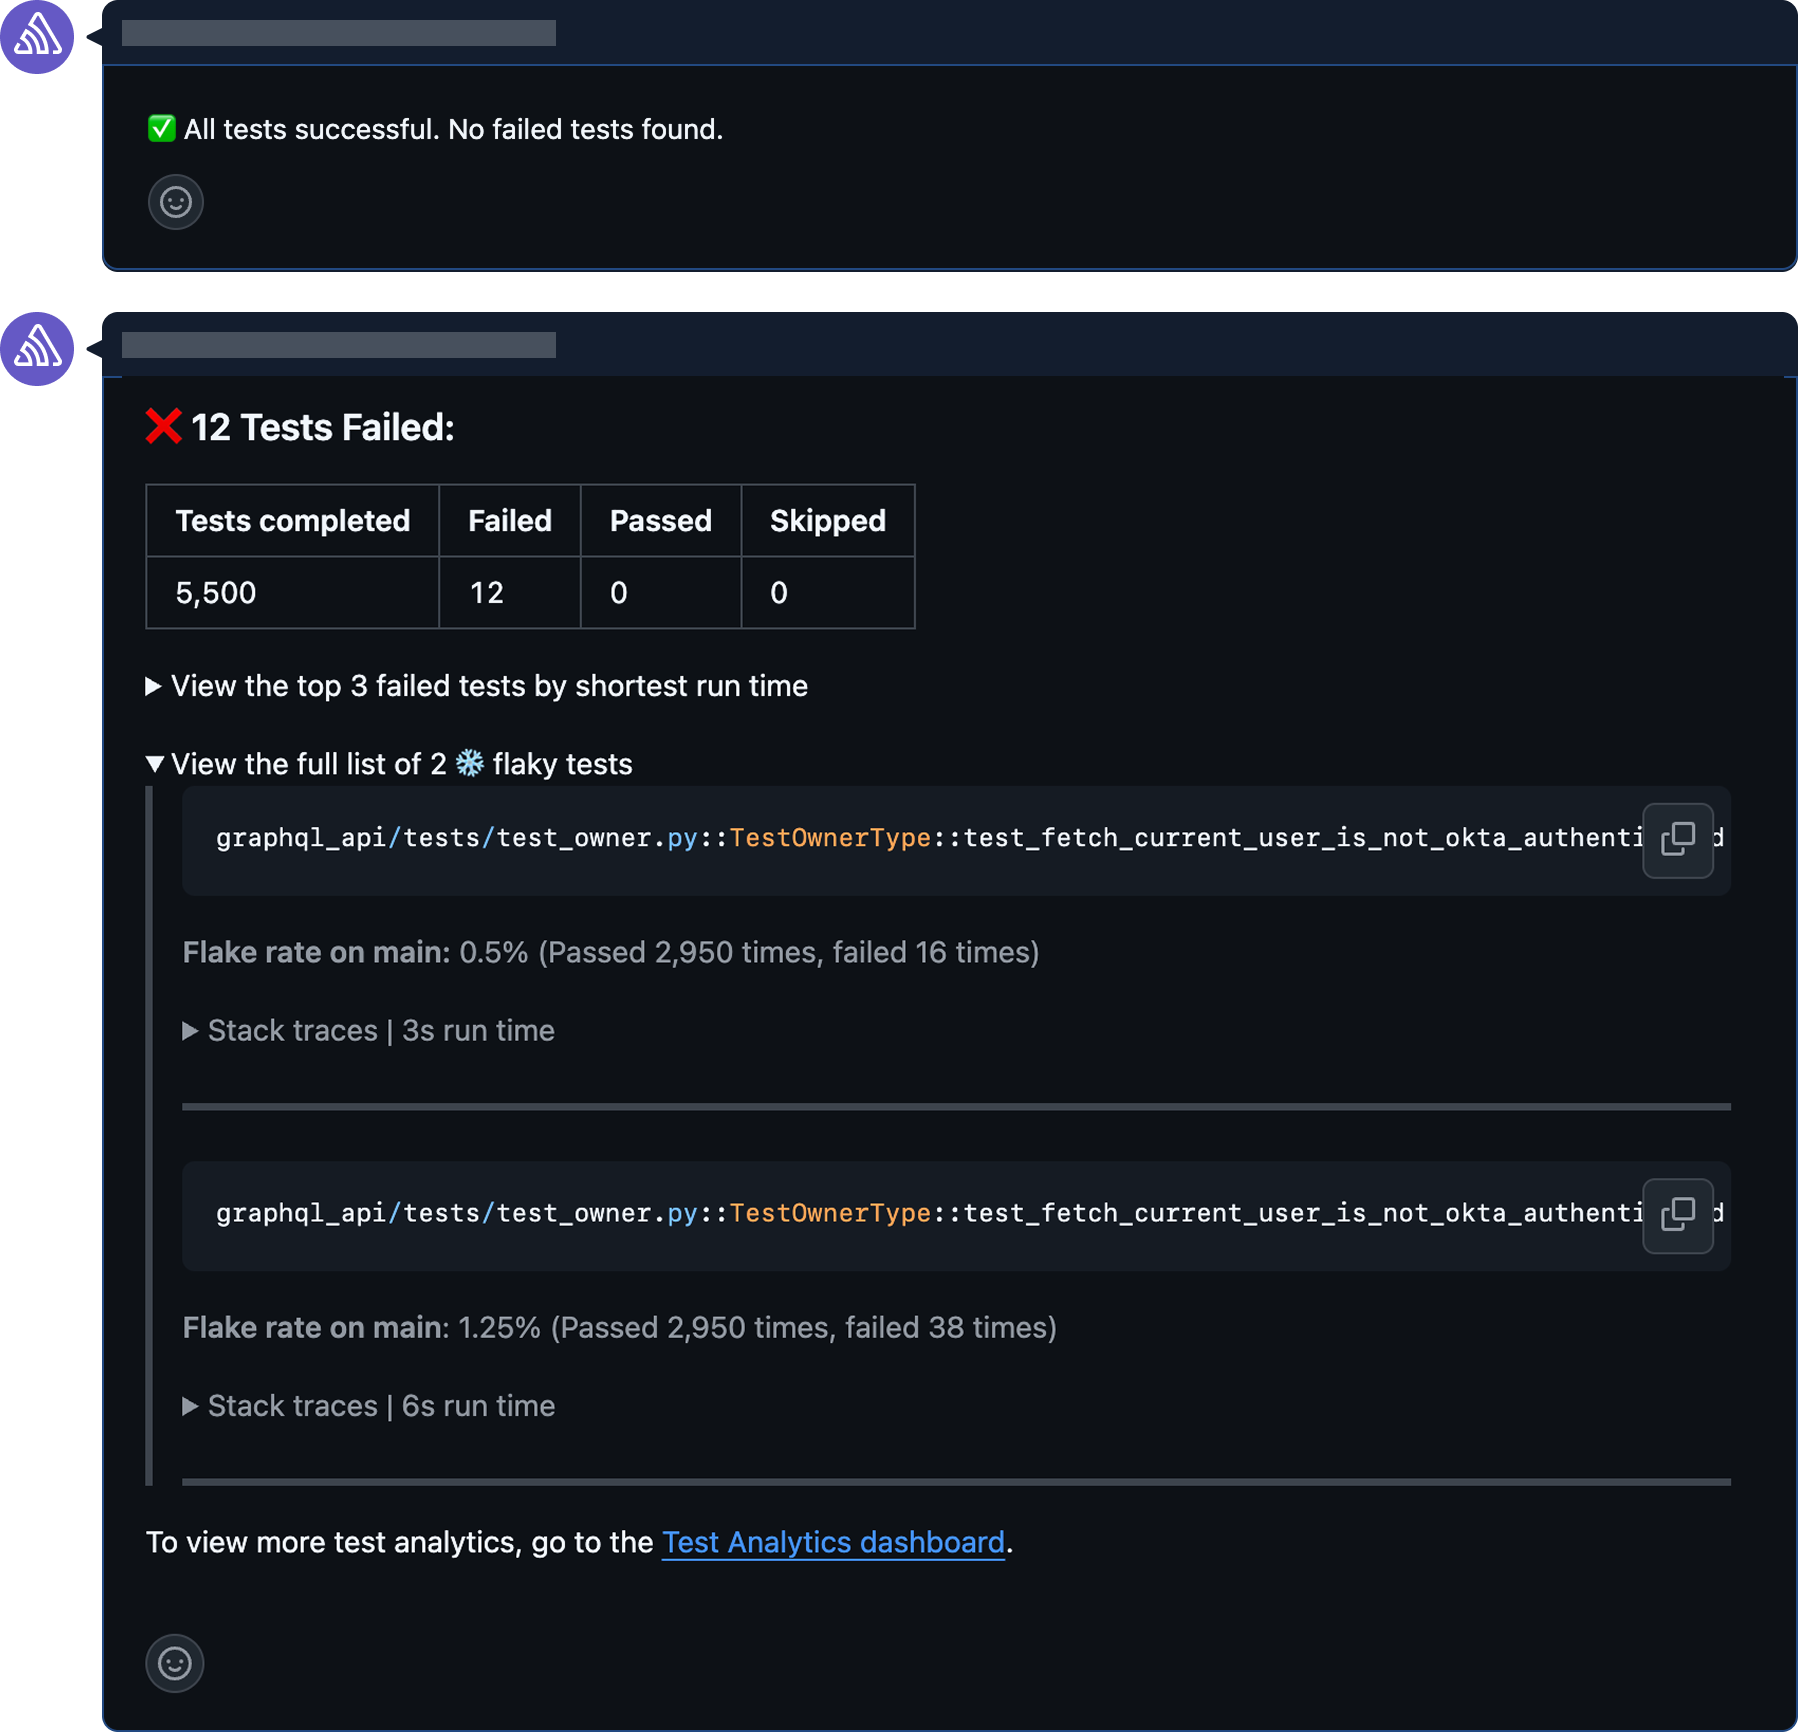 ✅ All tests successful. No failed tests found.
❌ 12 Tests Failed:
Tests completed Failed Passed Skipped
5,500 12 0 0
▶ View the top 3 failed tests by shortest run time
▼ View the full list of 2 ❄️ flaky tests
graphql_api/tests/test_owner.py::TestOwnerType::test_fetch_current_user_is_not_okta_authenti d
Flake rate on main: 0.5% (Passed 2,950 times, failed 16 times)
▶ Stack traces | 3s run time
graphql_api/tests/test_owner.py::TestOwnerType::test_fetch_current_user_is_not_okta_authenti d
Flake rate on main: 1.25% (Passed 2,950 times, failed 38 times)
▶ Stack traces | 6s run time
To view more test analytics, go to the Test Analytics dashboard.